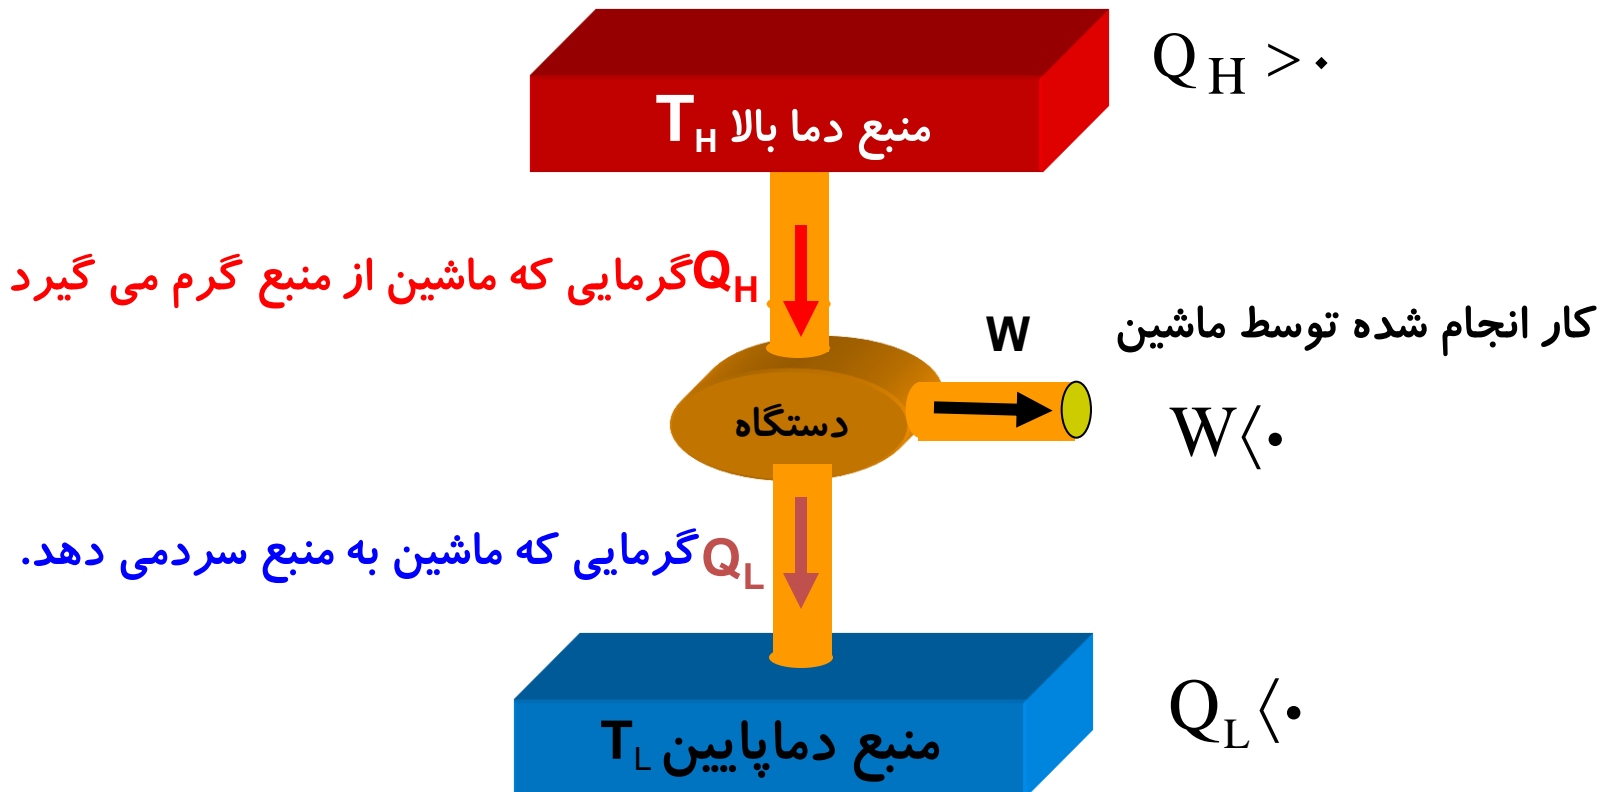 Q_H > ۰
منبع دما بالا T_H
Q_H گرمایی که ماشین از منبع گرم می گیرد
W
کار انجام شده توسط ماشین
دستگاه
W〈۰
Q_L گرمایی که ماشین به منبع سردمی دهد.
Q_L〈۰
منبع دماپایین T_L